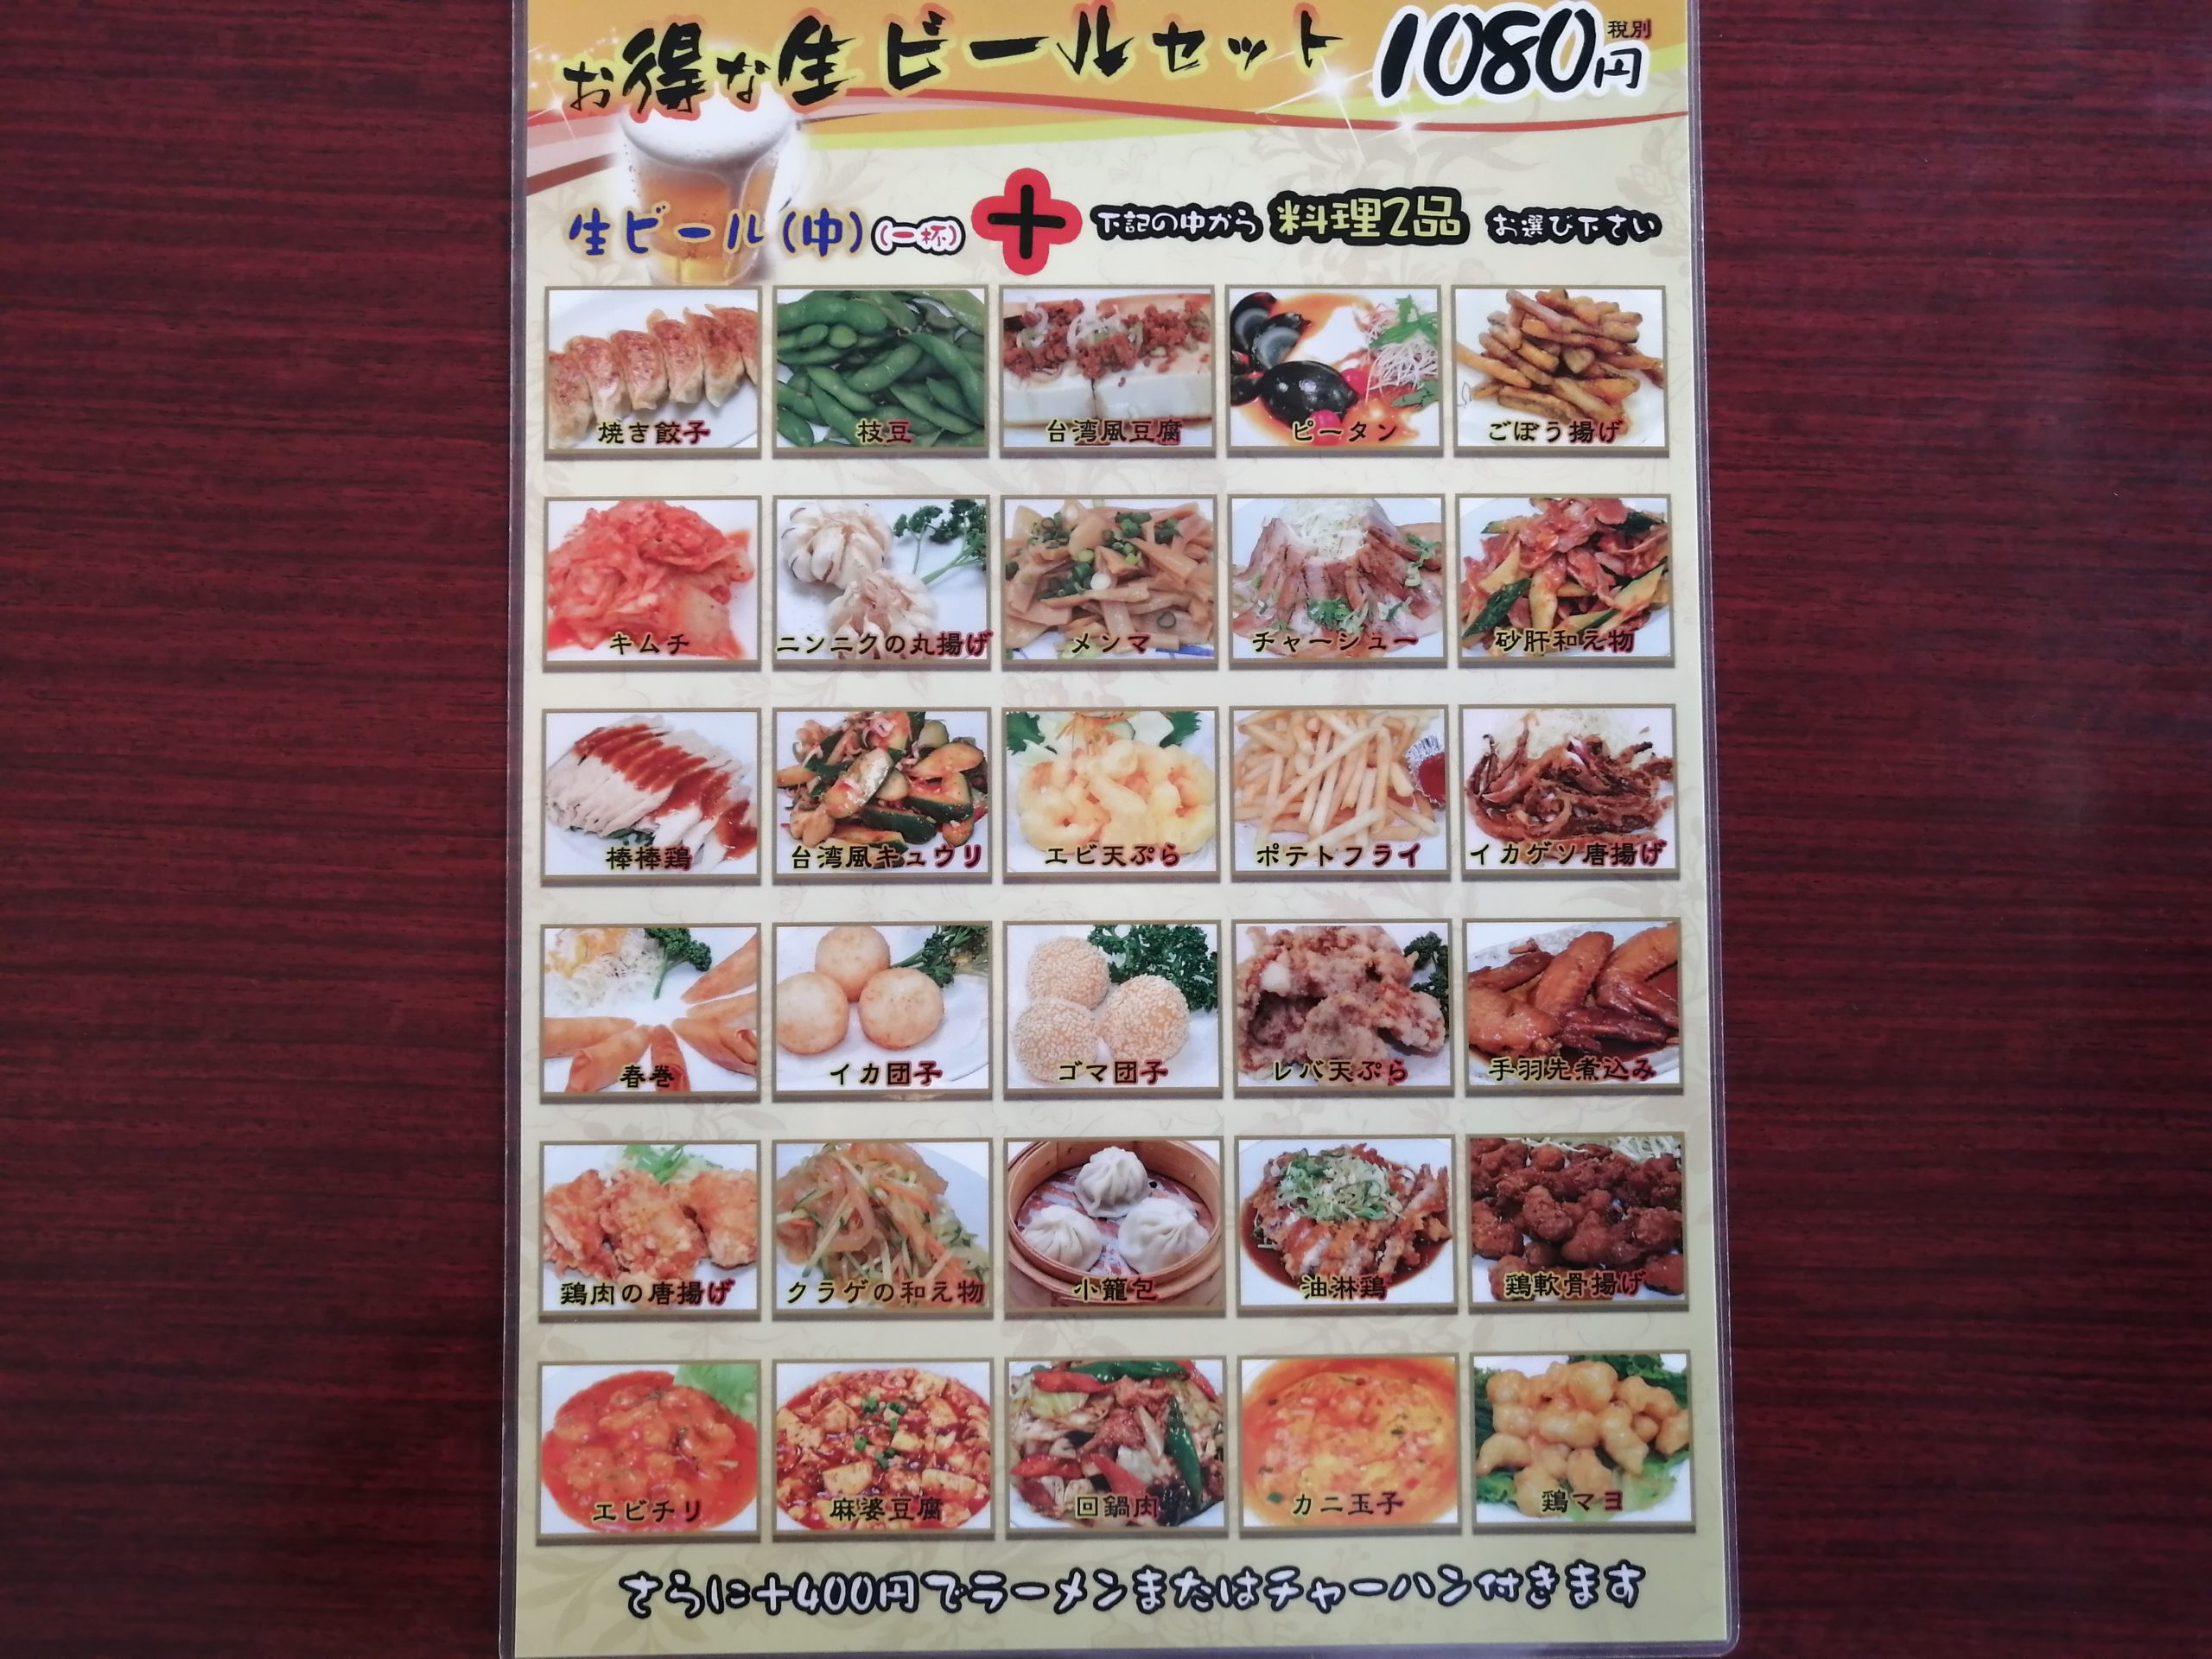 お得な生ビールセット 1080円 税別
生ビール(中)(一杯) + 下記の中から 料理2品 お選び下さい
焼き餃子 枝豆 台湾風豆腐 ピータン ごぼう揚げ
キムチ ニンニクの丸揚げ メンマ チャーシュー 砂肝和え物
棒棒鶏 台湾風キュウリ エビ天ぷら ポテトフライ イカゲソ唐揚げ
春巻 イカ団子 ゴマ団子 レバ天ぷら 手羽先煮込み
鶏肉の唐揚げ クラゲの和え物 小籠包 油淋鶏 鶏軟骨揚げ
エビチリ 麻婆豆腐 回鍋肉 カニ玉子 鶏マヨ
さらに+400円でラーメンまたはチャーハン付きます